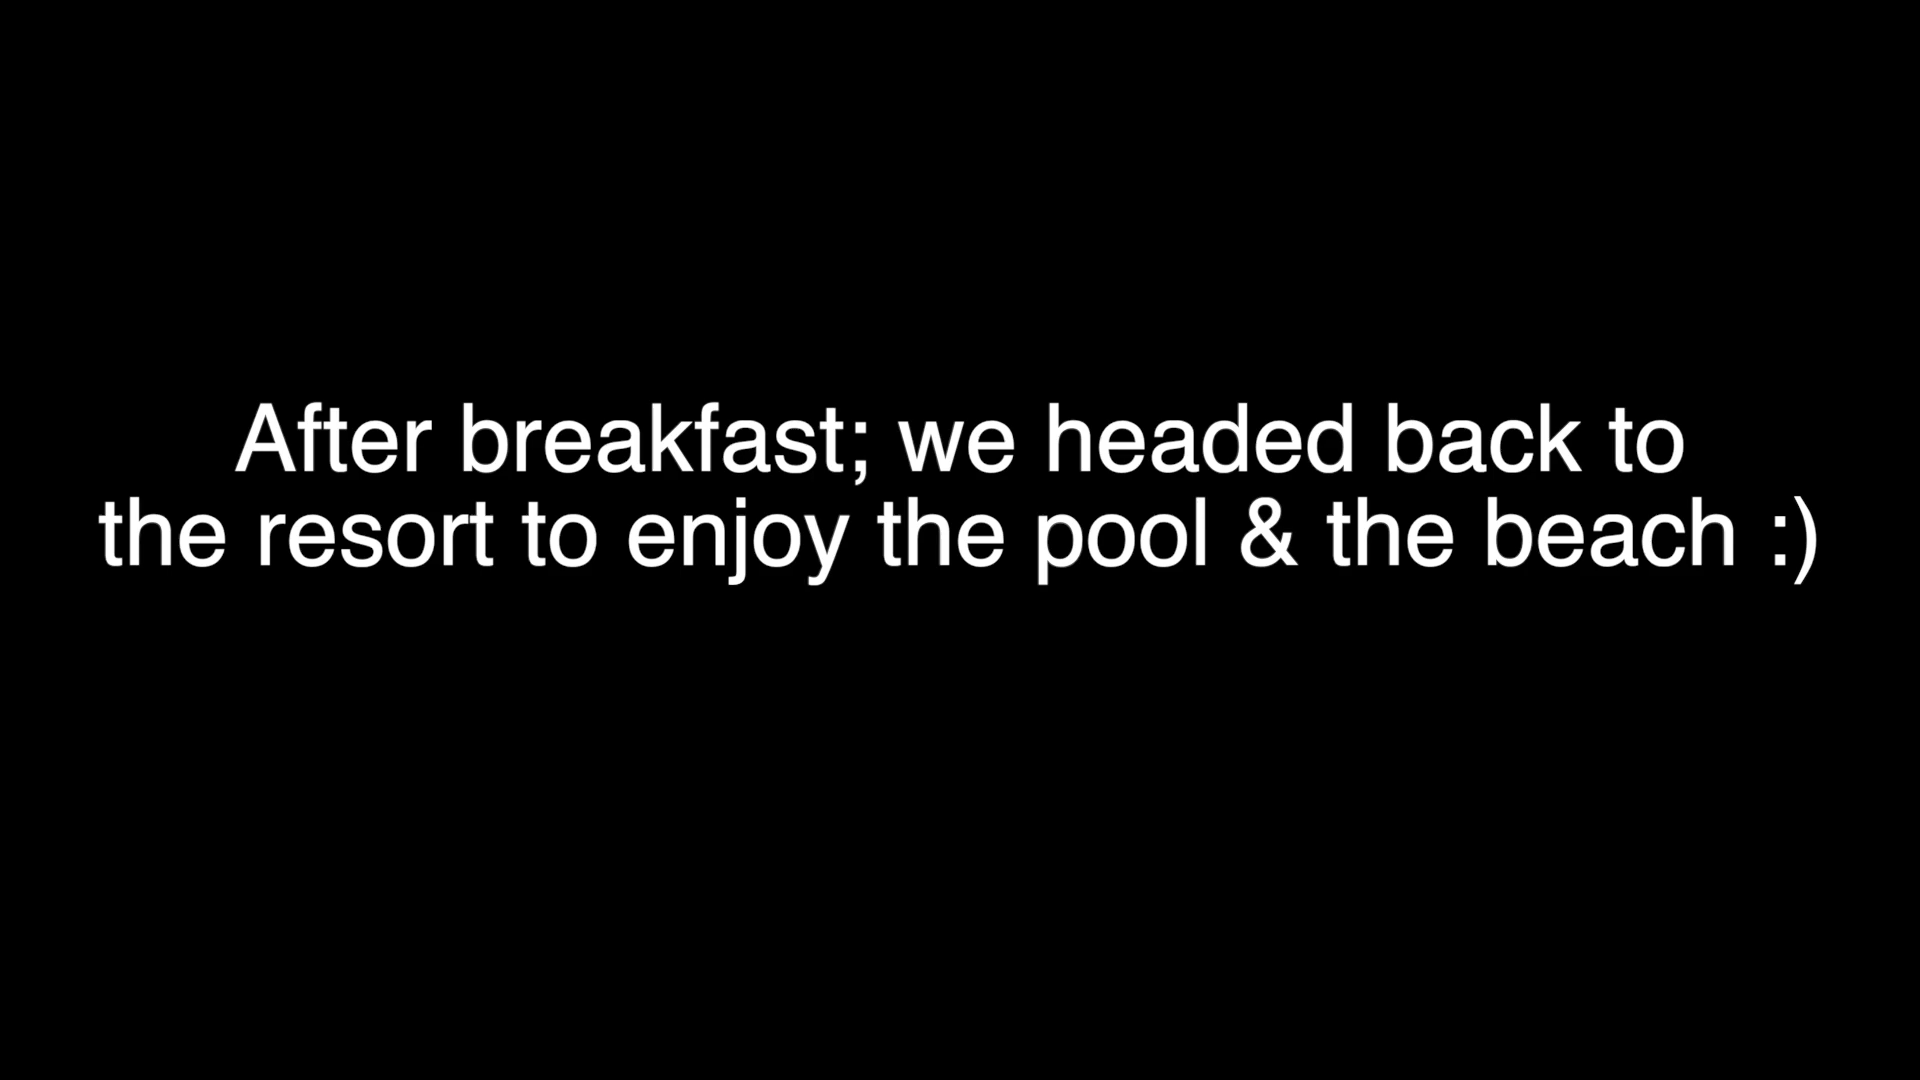 After breakfast; we headed back to
the resort to enjoy the pool & the beach :)